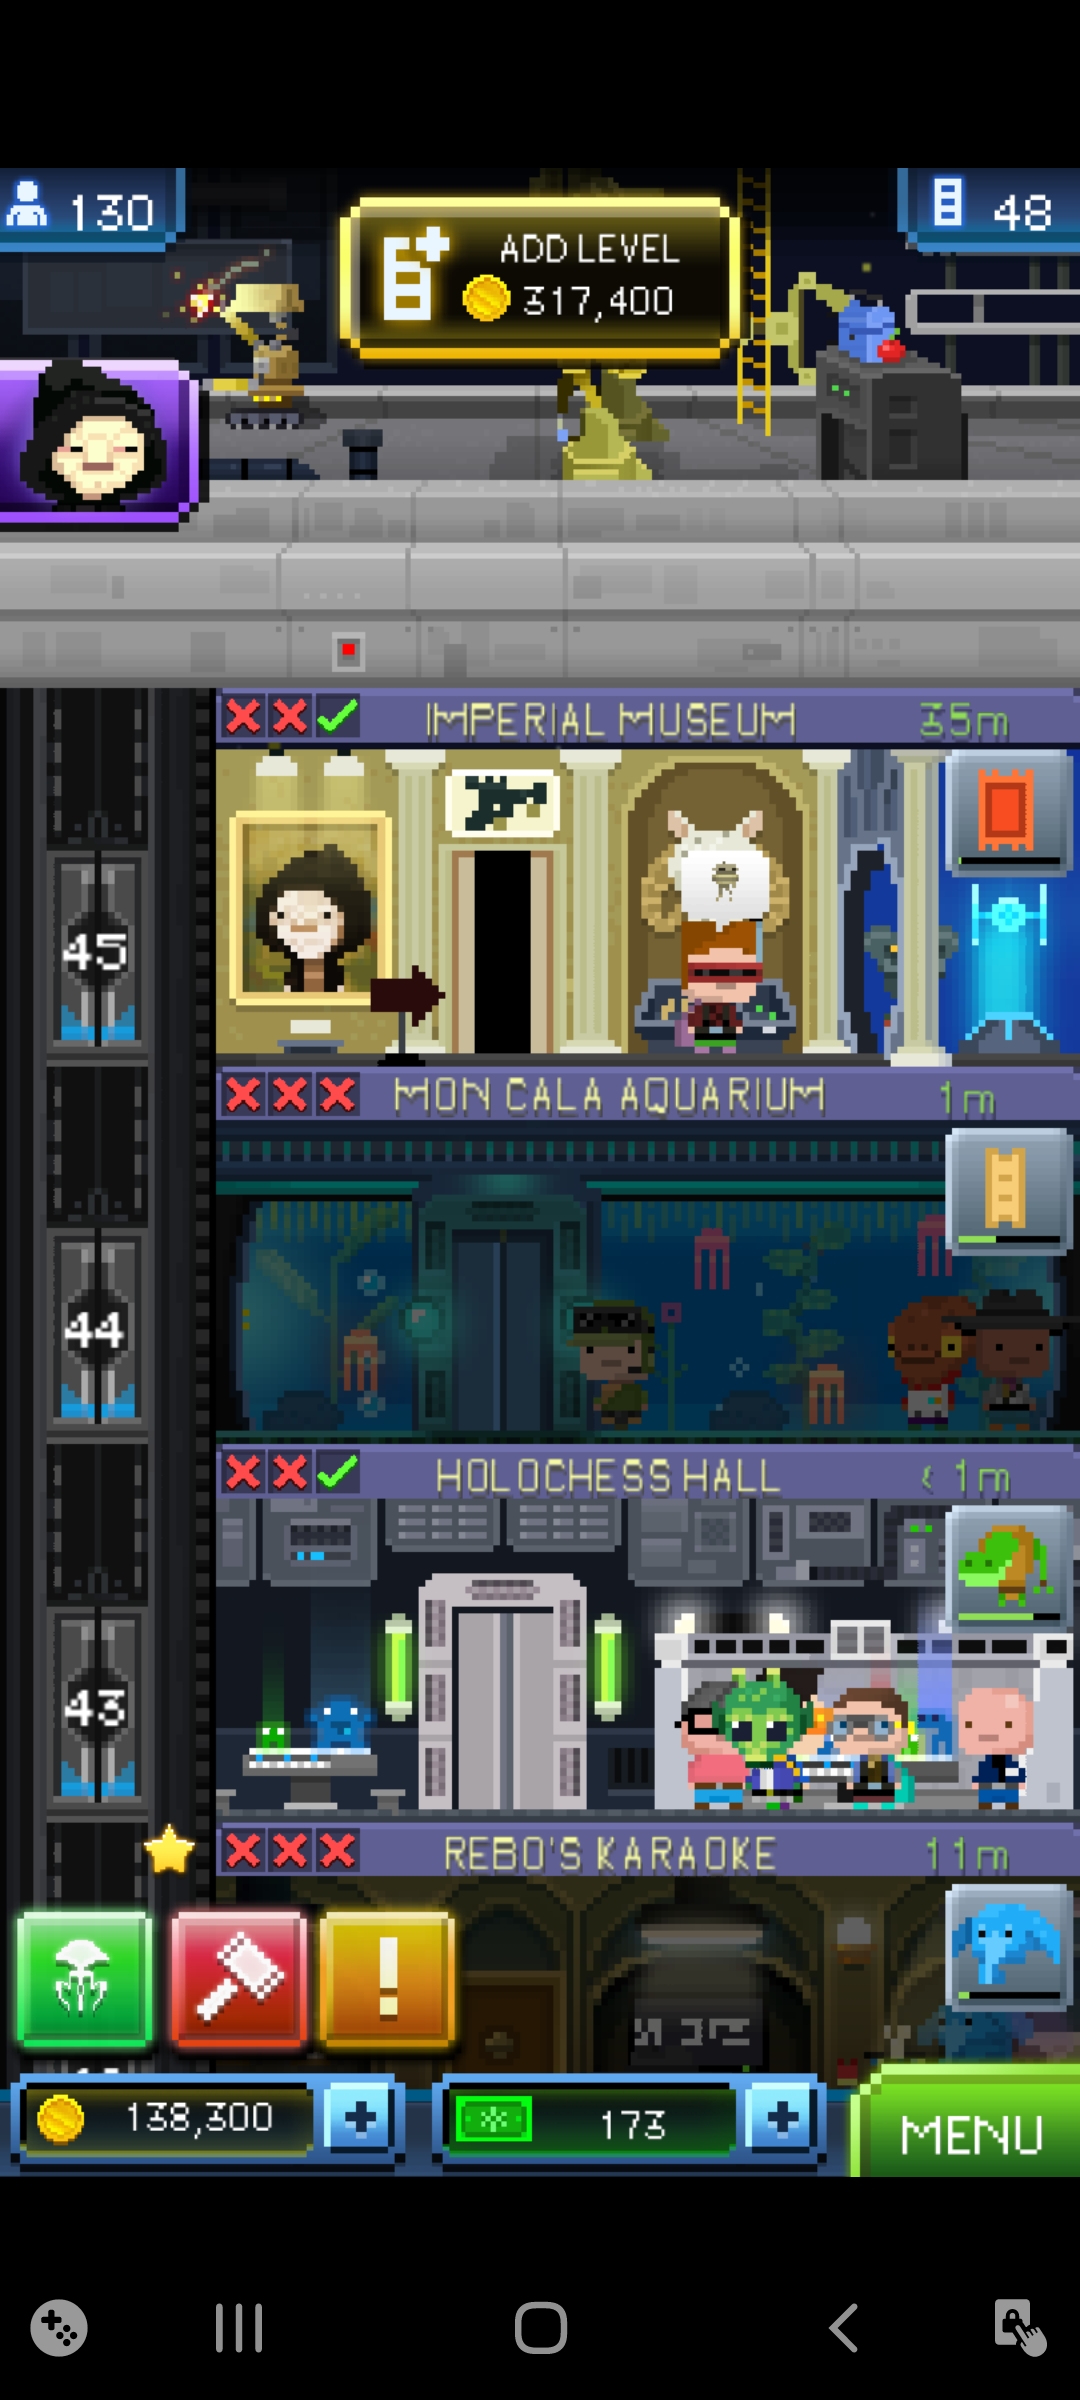 130
ADD LEVEL
317,400
48
IMPERIAL MUSEUM 35m
45
MON CALA AQUARIUM 1m
44
HOLOCHESS HALL < 1m
43
REBO'S KARAOKE 11m
!
138,300 +
173 +
MENU